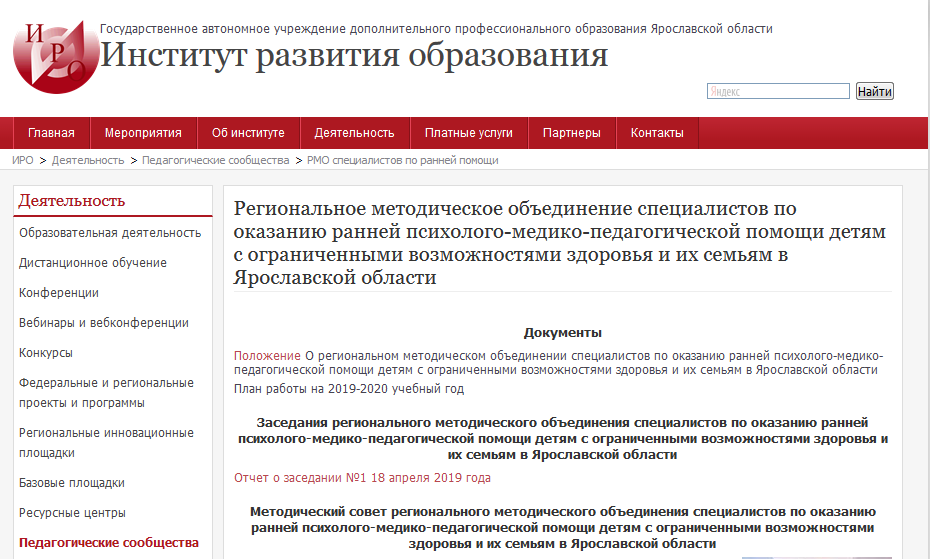 И
Р
О
Государственное автономное учреждение дополнительного профессионального образования Ярославской области
Институт развития образования
Яндекс
Найти
Главная
Мероприятия
Об институте
Деятельность
Платные услуги
Партнеры
Контакты
ИРО > Деятельность > Педагогические сообщества > РМО специалистов по ранней помощи
Деятельность
Образовательная деятельность
Дистанционное обучение
Конференции
Вебинары и вебконференции
Конкурсы
Федеральные и региональные
проекты и программы
Региональные инновационные
площадки
Базовые площадки
Ресурсные центры
Педагогические сообщества
Региональное методическое объединение специалистов по
оказанию ранней психолого-медико-педагогической помощи детям
с ограниченными возможностями здоровья и их семьям в
Ярославской области
Документы
Положение О региональном методическом объединении специалистов по оказанию ранней психолого-медико-
педагогической помощи детям с ограниченными возможностями здоровья и их семьям в Ярославской области
План работы на 2019-2020 учебный год
Заседания регионального методического объединения специалистов по оказанию ранней
психолого-медико-педагогической помощи детям с ограниченными возможностями здоровья и
их семьям в Ярославской области
Отчет о заседании №1 18 апреля 2019 года
Методический совет регионального методического объединения специалистов по оказанию
ранней психолого-медико-педагогической помощи детям с ограниченными возможностями
здоровья и их семьям в Ярославской области